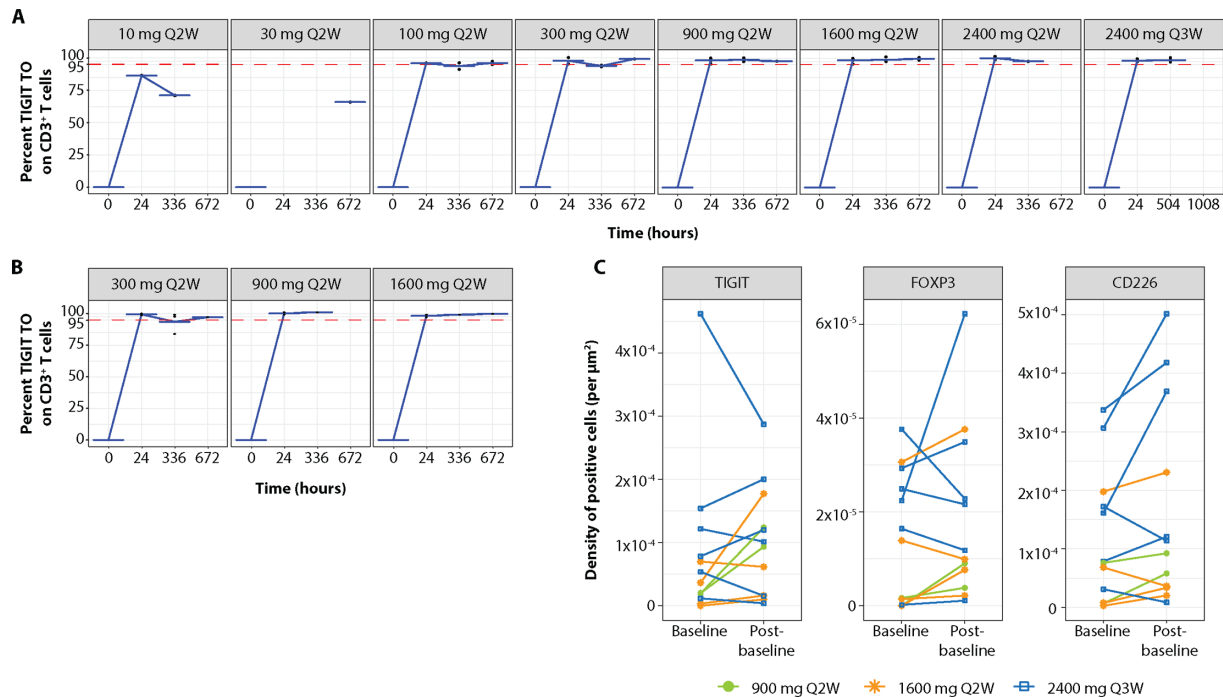 A
10 mg Q2W 30 mg Q2W 100 mg Q2W 300 mg Q2W 900 mg Q2W 1600 mg Q2W 2400 mg Q2W 2400 mg Q3W
Percent TIGIT TO
on CD3⁺ T cells
100
95
75
50
25
0
0 24 336 672 0 24 336 672 0 24 336 672 0 24 336 672 0 24 336 672 0 24 336 672 0 24 336 672 0 24 504 1008
Time (hours)
B
300 mg Q2W 900 mg Q2W 1600 mg Q2W
Percent TIGIT TO
on CD3⁺ T cells
100
95
75
50
25
0
0 24 336 672 0 24 336 672 0 24 336 672
Time (hours)
C
TIGIT FOXP3 CD226
Density of positive cells (per μm²)
4x10⁻⁴
3x10⁻⁴
2x10⁻⁴
1x10⁻⁴
0
6x10⁻⁵
4x10⁻⁵
2x10⁻⁵
0
5x10⁻⁴
4x10⁻⁴
3x10⁻⁴
2x10⁻⁴
1x10⁻⁴
0
Baseline Post-
baseline
Baseline Post-
baseline
Baseline Post-
baseline
900 mg Q2W 1600 mg Q2W 2400 mg Q3W